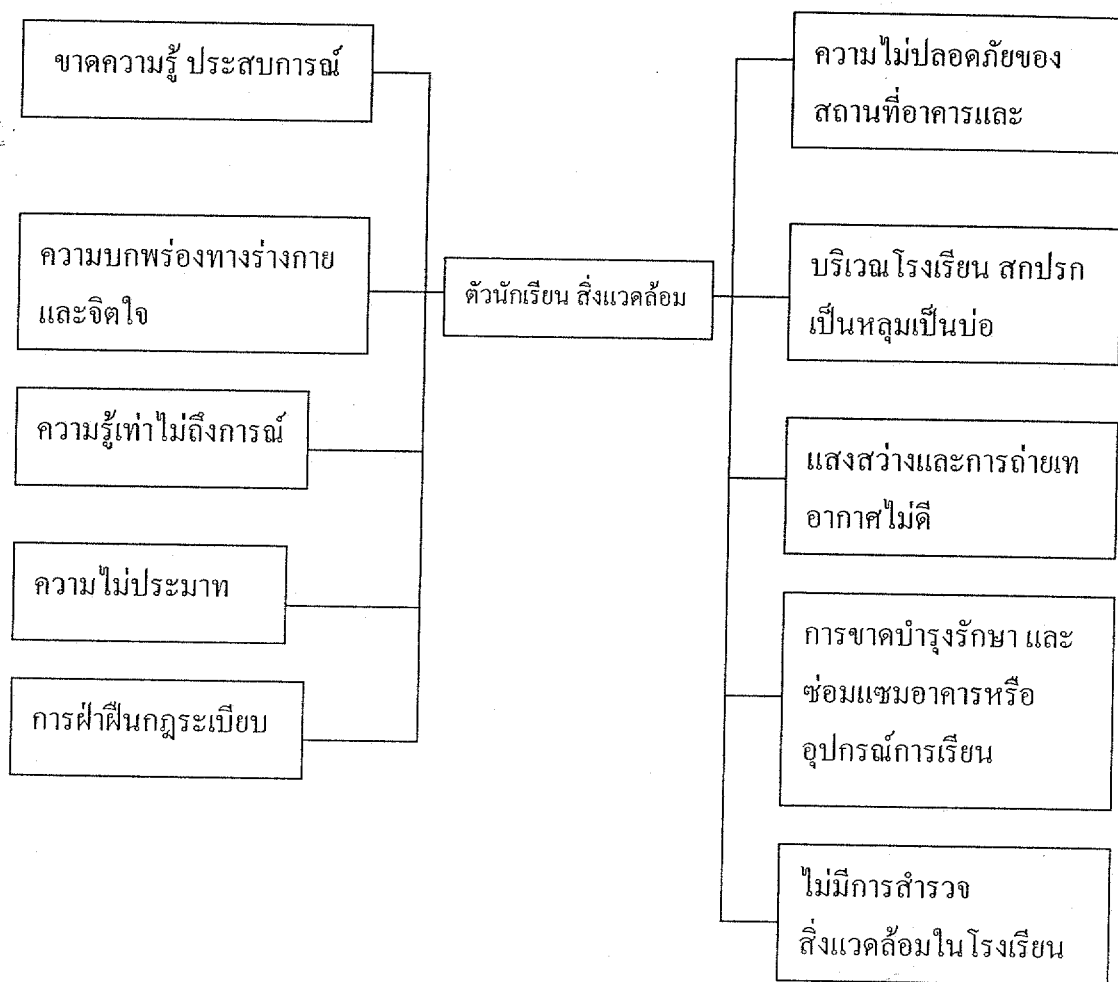 ขาดความรู้ ประสบการณ์
ความบกพร่องทางร่างกาย
และจิตใจ
ความรู้เท่าไม่ถึงการณ์
ความไม่ประมาท
การฝ่าฝืนกฎระเบียบ
ตัวนักเรียน สิ่งแวดล้อม
ความไม่ปลอดภัยของ
สถานที่อาคารและ
บริเวณโรงเรียน สกปรก
เป็นหลุมเป็นบ่อ
แสงสว่างและการถ่ายเท
อากาศไม่ดี
การขาดบำรุงรักษา และ
ซ่อมแซมอาคารหรือ
อุปกรณ์การเรียน
ไม่มีการสำรวจ
สิ่งแวดล้อมในโรงเรียน